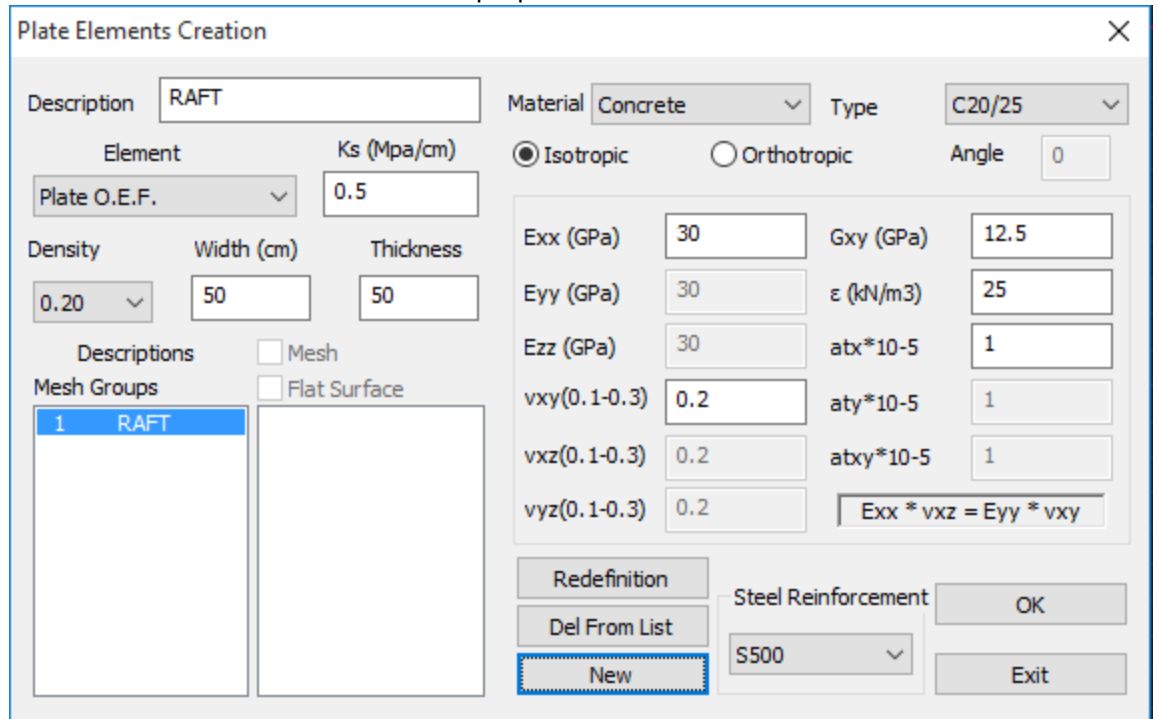 Plate Elements Creation
Description RAFT
Material Concrete Type C20/25
Element Ks (Mpa/cm)
Isotropic Orthotropic Angle 0
Plate O.E.F. 0.5
Density Width (cm) Thickness
0.20 50 50
Exx (GPa) 30 Gxy (GPa) 12.5
Eyy (GPa) 30 ε (kN/m3) 25
Ezz (GPa) 30 atx*10-5 1
vxy(0.1-0.3) 0.2 aty*10-5 1
vxz(0.1-0.3) 0.2 atxy*10-5 1
vyz(0.1-0.3) 0.2 Exx * vxz = Eyy * vxy
Descriptions Mesh
Mesh Groups Flat Surface
1 RAFT
Redefinition
Del From List
New
Steel Reinforcement
S500
OK
Exit